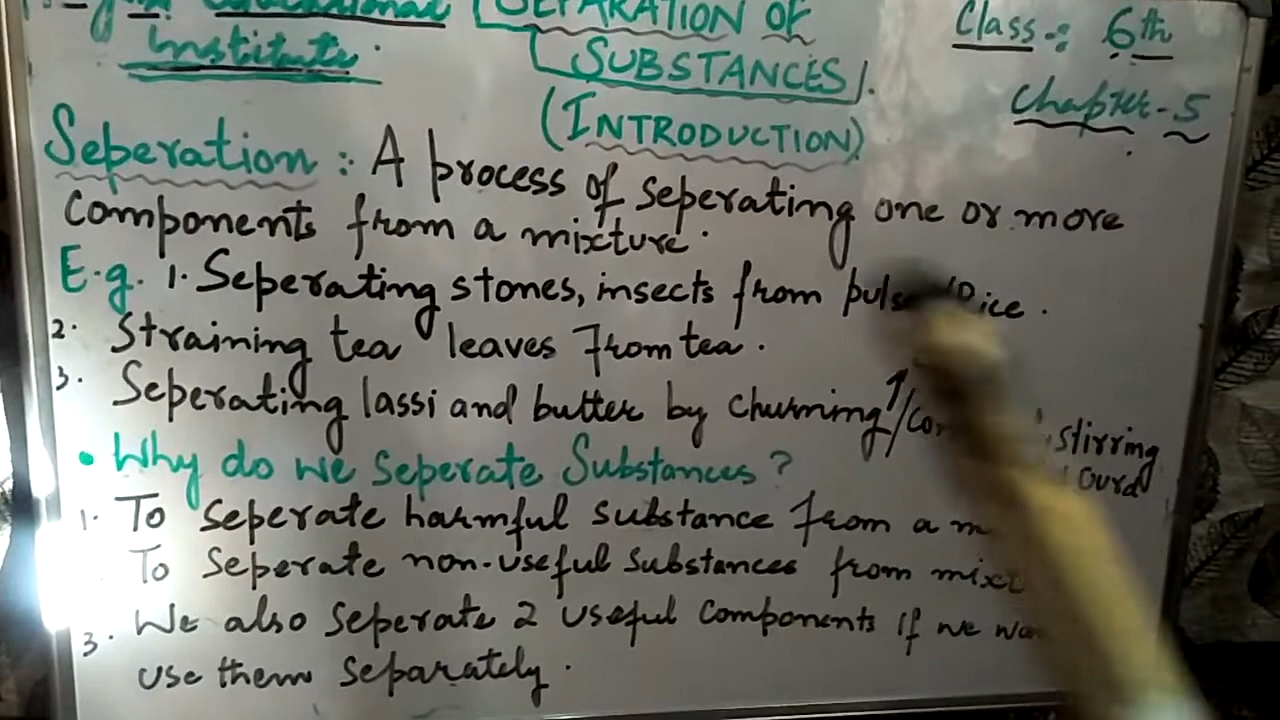 Educational
Institute.
SEPARATION OF
SUBSTANCES.
(INTRODUCTION)
Class :- 6th
Chapter - 5
Seperation : A process of seperating one or more
components from a mixture.
E.g. 1. Seperating stones, insects from
2. Straining tea leaves from tea.
3. Seperating lassi and butter by churning/ stirring
curd
• Why do we seperate Substances?
1. To seperate harmful substance from a
To seperate non-useful substances from
3. We also seperate 2 useful components if we
use them separately.